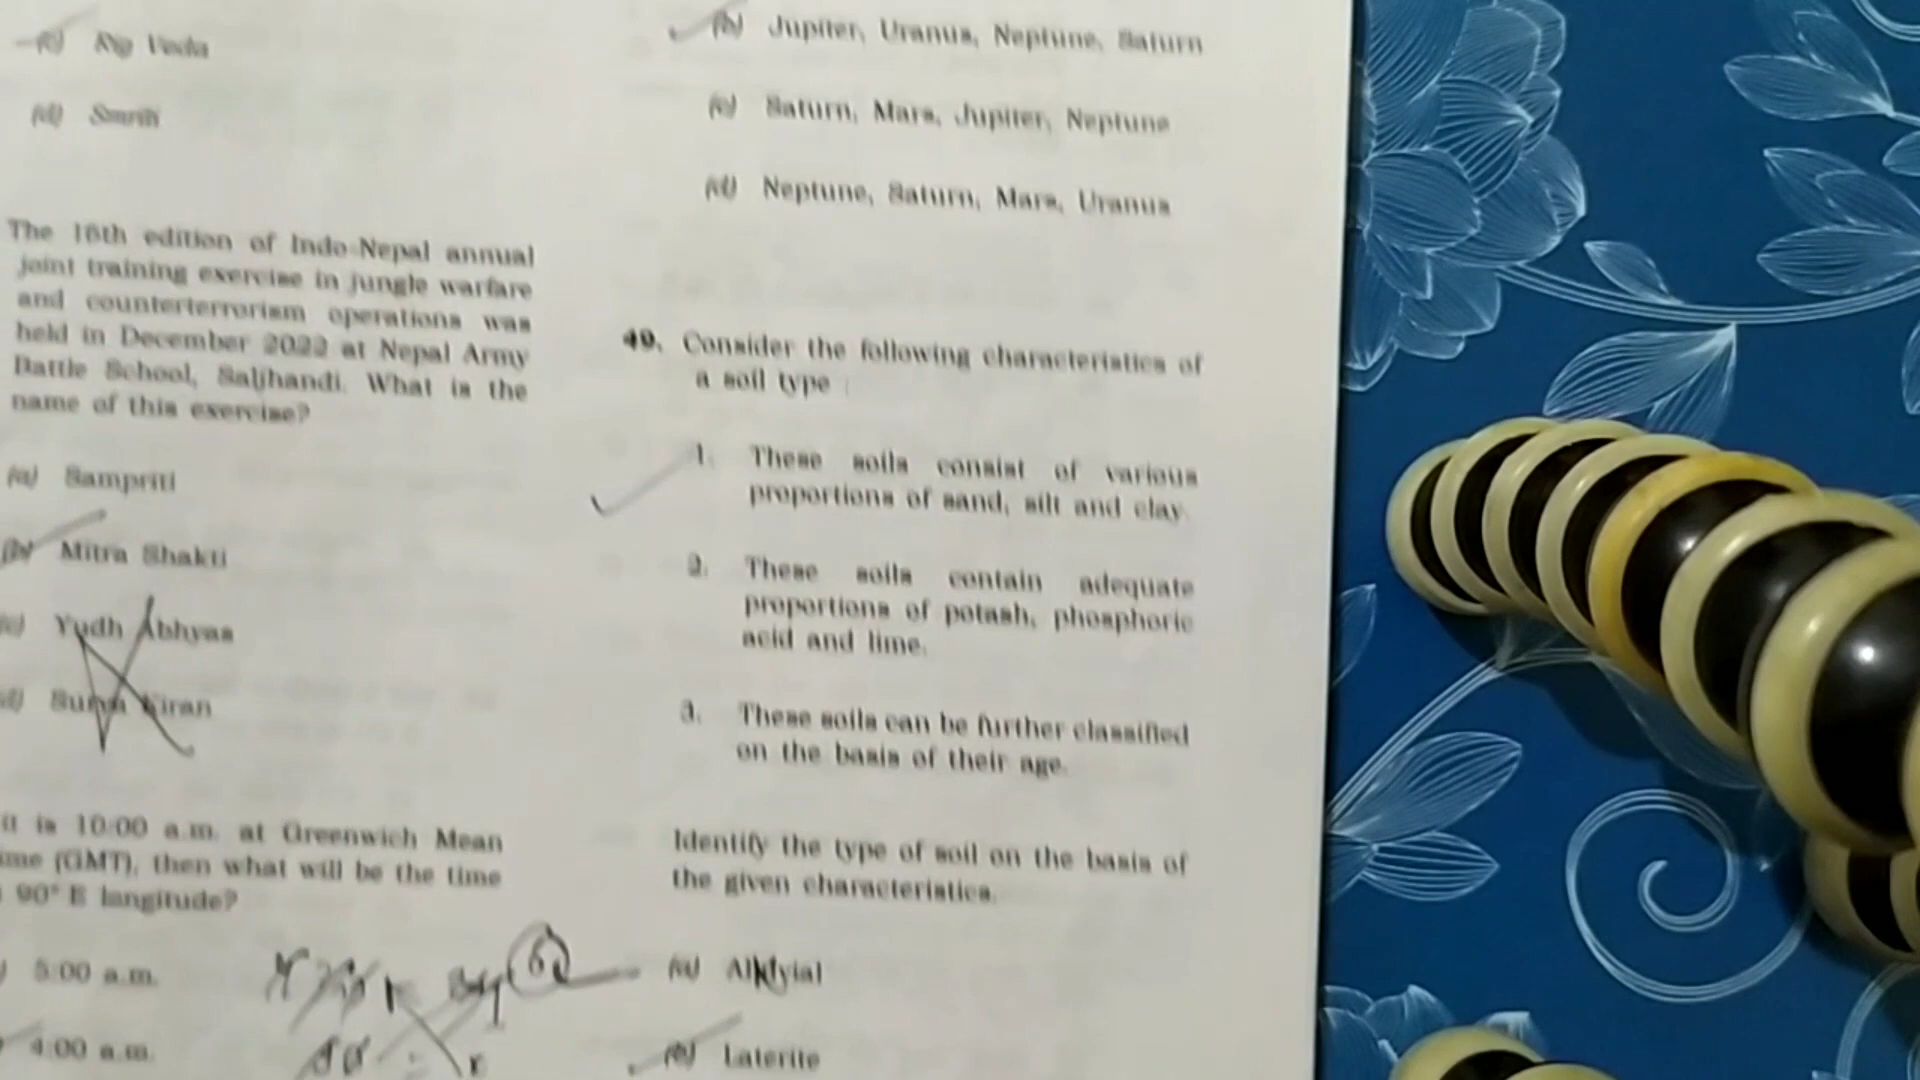 (c) Rig Veda
(d) Smriti
The 16th edition of Indo-Nepal annual
joint training exercise in jungle warfare
and counterterrorism operations was
held in December 2022 at Nepal Army
Battle School, Saljhandi. What is the
name of this exercise?
(a) Sampriti
(b) Mitra Shakti
(c) Yudh Abhyas
(d) Surya Kiran
it is 10:00 a.m. at Greenwich Mean
(GMT), then what will be the time
90° E longitude?
5:00 a.m.
4:00 a.m.
(b) Jupiter, Uranus, Neptune, Saturn
(c) Saturn, Mars, Jupiter, Neptune
(d) Neptune, Saturn, Mars, Uranus
49. Consider the following characteristics of
a soil type :
1. These soils consist of various
proportions of sand, silt and clay.
2. These soils contain adequate
proportions of potash, phosphoric
acid and lime.
3. These soils can be further classified
on the basis of their age.
Identify the type of soil on the basis of
the given characteristics.
(a) Alluvial
(b) Laterite